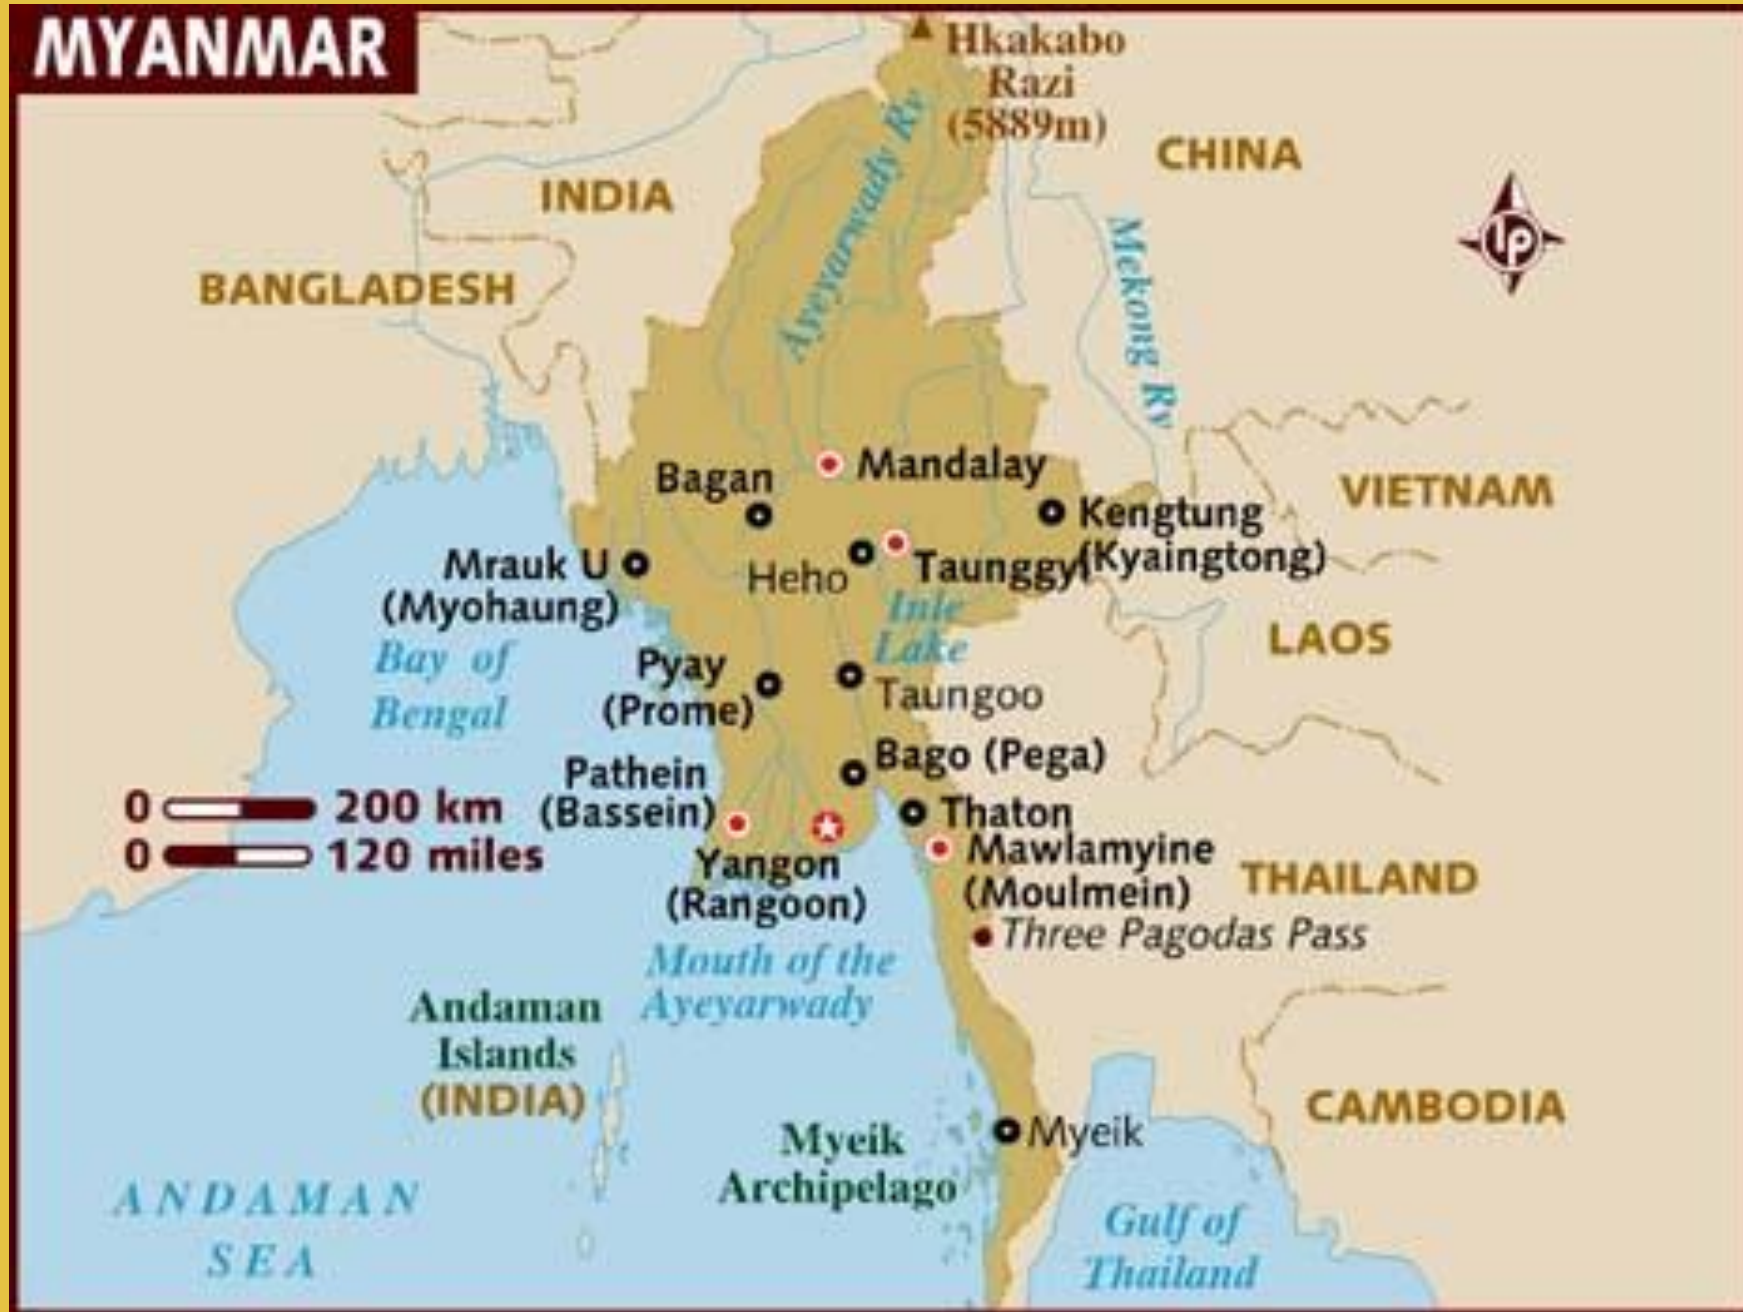 MYANMAR
Hkakabo
Razi
(5889m)
CHINA
INDIA
Ayeyarwady Rv
Mekong Rv
lp
BANGLADESH
Mandalay
Bagan
VIETNAM
Kengtung
(Kyaingtong)
Mrauk U
(Myohaung)
Heho
Taunggyi
Inle
Lake
LAOS
Bay of
Bengal
Pyay
(Prome)
Taungoo
Bago (Pega)
Pathein
(Bassein)
0 200 km
0 120 miles
Thaton
Yangon
(Rangoon)
Mawlamyine
(Moulmein)
THAILAND
Three Pagodas Pass
Mouth of the
Ayeyarwady
Andaman
Islands
(INDIA)
CAMBODIA
Myeik
Myeik
Archipelago
ANDAMAN
SEA
Gulf of
Thailand